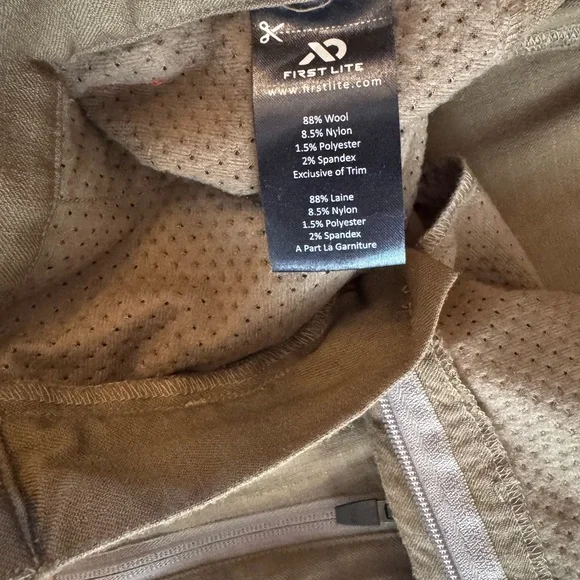 FIRST LITE
www.firstlite.com
88% Wool
8.5% Nylon
1.5% Polyester
2% Spandex
Exclusive of Trim
88% Laine
8.5% Nylon
1.5% Polyester
2% Spandex
A Part La Garniture